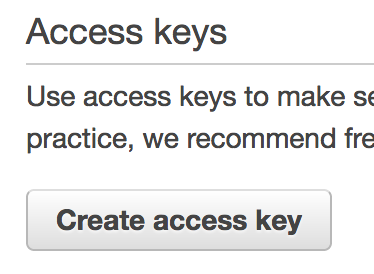 Access keys
Use access keys to make se
practice, we recommend fre
Create access key